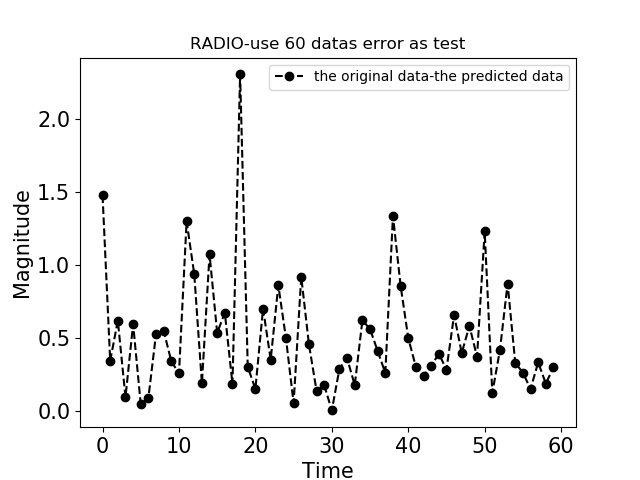 RADIO-use 60 datas error as test
the original data-the predicted data
2.0
1.5
1.0
0.5
0.0
Magnitude
0 10 20 30 40 50 60
Time